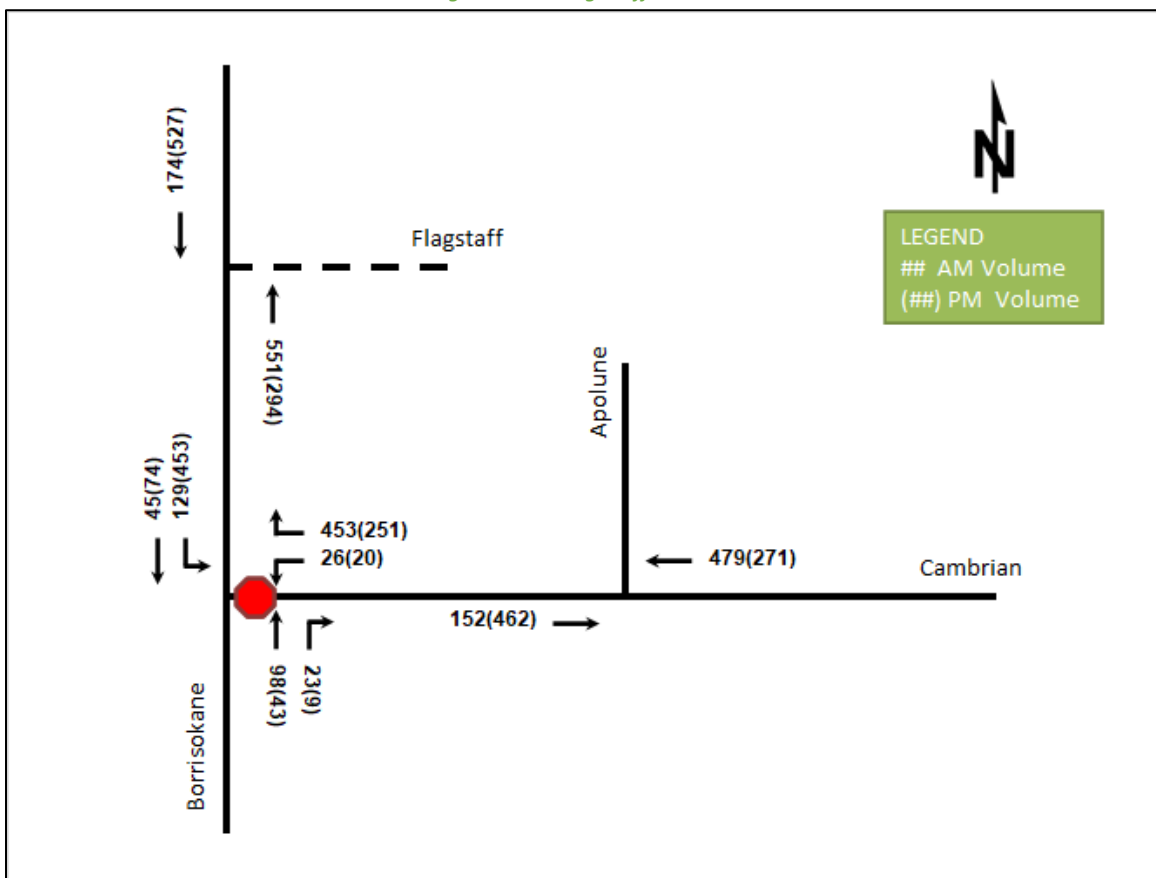 174(527)
N
Flagstaff
LEGEND
## AM Volume
(##) PM Volume
551(294)
Apolune
45(74)
129(453)
453(251)
26(20)
479(271)
Cambrian
152(462)
98(43)
23(9)
Borrisokane